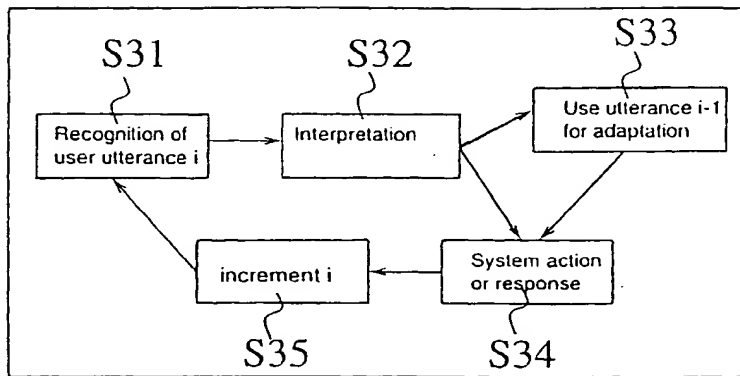 S31
S32
S33
Recognition of
user utterance i
Interpretation
Use utterance i-1
for adaptation
increment i
System action
or response
S35
S34